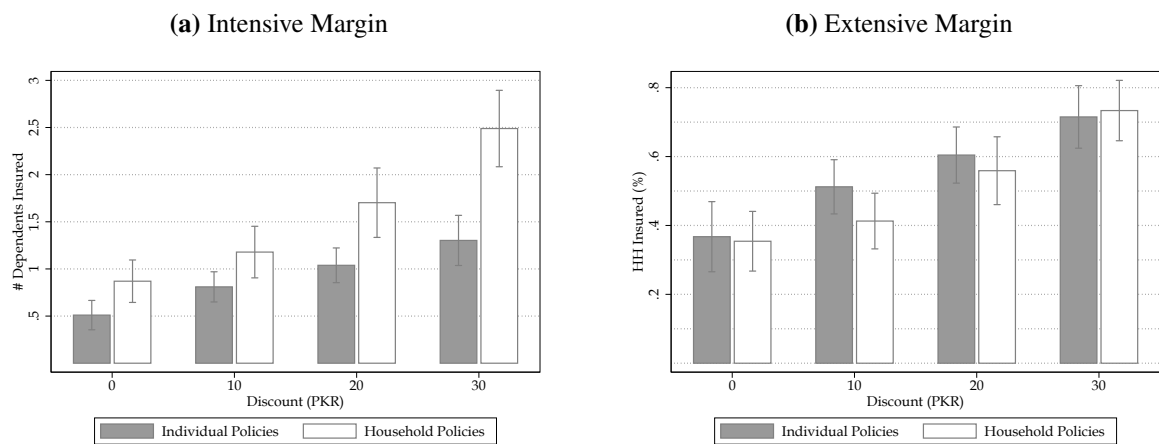 (a) Intensive Margin
# Dependents Insured
3
2.5
2
1.5
1
.5
0 10 20 30
Discount (PKR)
Individual Policies Household Policies
(b) Extensive Margin
HH Insured (%)
.8
.6
.4
.2
0 10 20 30
Discount (PKR)
Individual Policies Household Policies